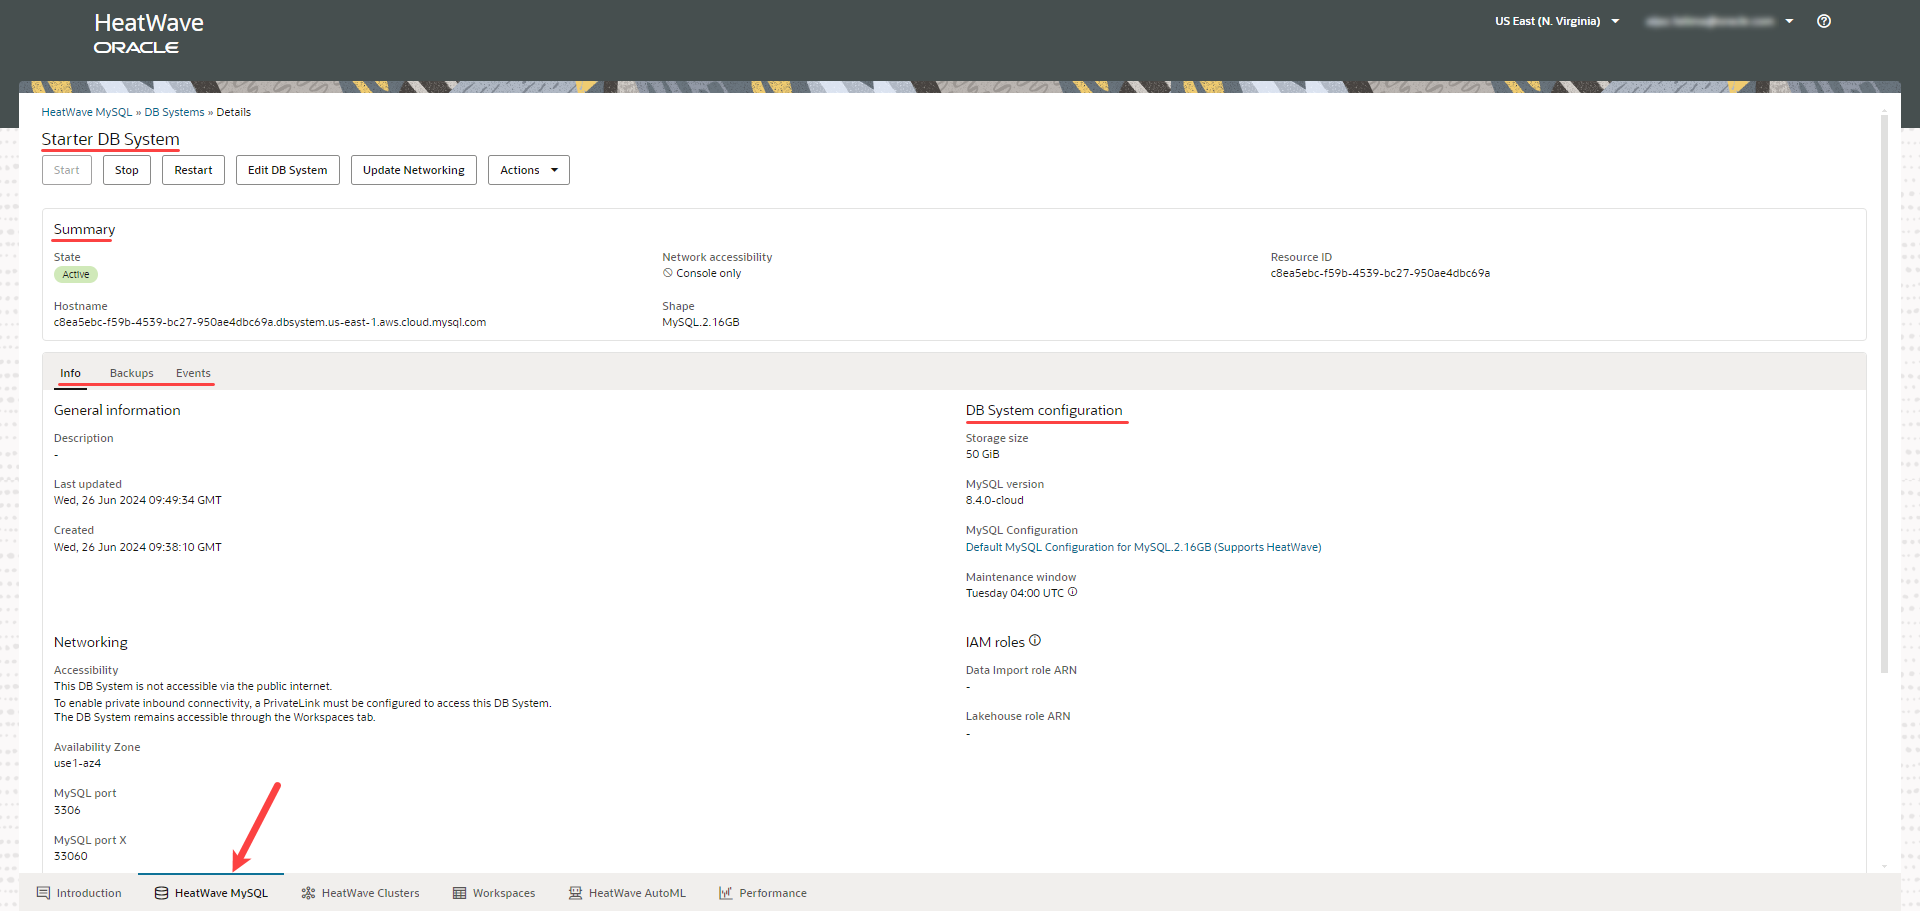 HeatWave
ORACLE
US East (N. Virginia)
HeatWave MySQL » DB Systems » Details
Starter DB System
Start
Stop
Restart
Edit DB System
Update Networking
Actions
Summary
State
Active
Network accessibility
Console only
Resource ID
c8ea5ebc-f59b-4539-bc27-950ae4dbc69a
Hostname
c8ea5ebc-f59b-4539-bc27-950ae4dbc69a.dbsystem.us-east-1.aws.cloud.mysql.com
Shape
MySQL.2.16GB
Info
Backups
Events
General information
Description
-
Last updated
Wed, 26 Jun 2024 09:49:34 GMT
Created
Wed, 26 Jun 2024 09:38:10 GMT
DB System configuration
Storage size
50 GiB
MySQL version
8.4.0-cloud
MySQL Configuration
Default MySQL Configuration for MySQL.2.16GB (Supports HeatWave)
Maintenance window
Tuesday 04:00 UTC
Networking
Accessibility
This DB System is not accessible via the public internet.
To enable private inbound connectivity, a PrivateLink must be configured to access this DB System.
The DB System remains accessible through the Workspaces tab.
Availability Zone
use1-az4
MySQL port
3306
MySQL port X
33060
IAM roles
Data Import role ARN
-
Lakehouse role ARN
-
Introduction
HeatWave MySQL
HeatWave Clusters
Workspaces
HeatWave AutoML
Performance